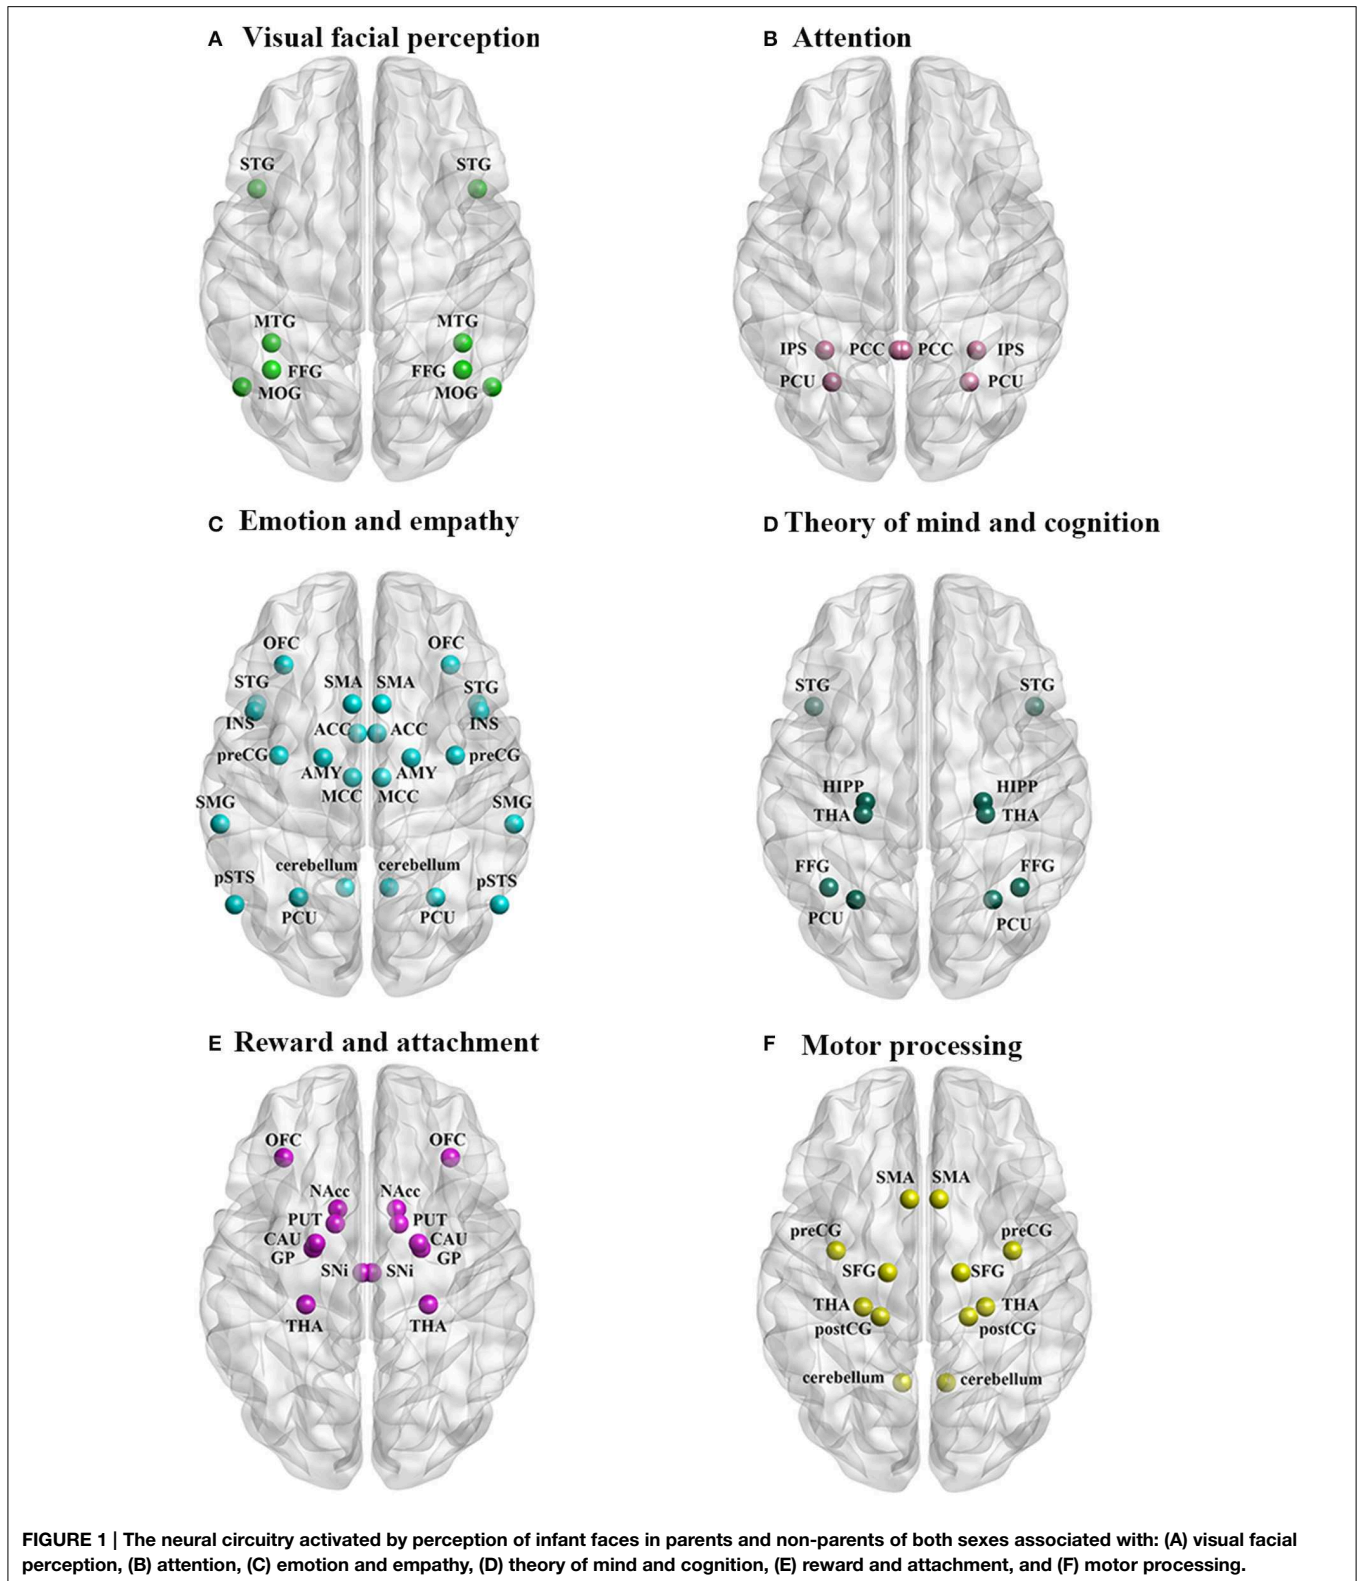 A Visual facial perception
B Attention
STG STG
MTG MTG
FFG FFG
MOG MOG
IPS PCC PCC IPS
PCU PCU
C Emotion and empathy
D Theory of mind and cognition
OFC OFC
STG SMA SMA STG
INS ACC ACC INS
preCG AMY AMY preCG
MCC MCC
SMG SMG
pSTS cerebellum cerebellum pSTS
PCU PCU
STG STG
HIPP HIPP
THA THA
FFG FFG
PCU PCU
E Reward and attachment
F Motor processing
OFC OFC
NAcc NAcc
PUT PUT
CAU CAU
GP GP
SNi SNi
THA THA
SMA SMA
preCG preCG
SFG SFG
THA THA
postCG postCG
cerebellum cerebellum
FIGURE 1 | The neural circuitry activated by perception of infant faces in parents and non-parents of both sexes associated with: (A) visual facial
perception, (B) attention, (C) emotion and empathy, (D) theory of mind and cognition, (E) reward and attachment, and (F) motor processing.